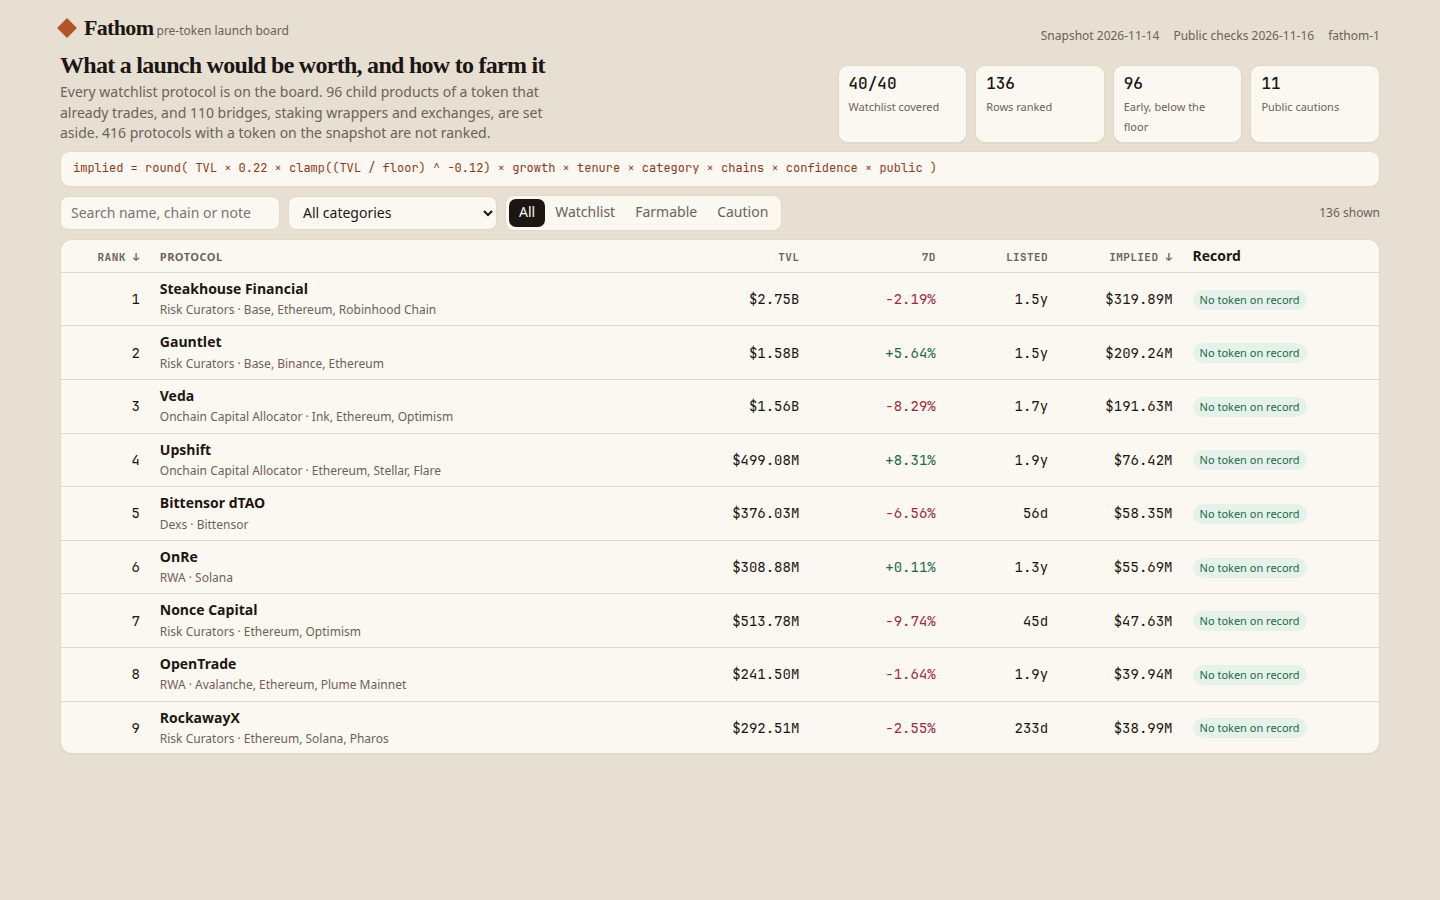 Fathom pre-token launch board
Snapshot 2026-11-14 Public checks 2026-11-16 fathom-1
What a launch would be worth, and how to farm it
Every watchlist protocol is on the board. 96 child products of a token that
already trades, and 110 bridges, staking wrappers and exchanges, are set
aside. 416 protocols with a token on the snapshot are not ranked.
40/40
Watchlist covered
136
Rows ranked
96
Early, below the
floor
11
Public cautions
implied = round( TVL × 0.22 × clamp((TVL / floor) ^ -0.12) × growth × tenure × category × chains × confidence × public )
Search name, chain or note
All categories
All Watchlist Farmable Caution
136 shown
RANK ↓ PROTOCOL TVL 7D LISTED IMPLIED ↓ Record
1 Steakhouse Financial $2.75B -2.19% 1.5y $319.89M No token on record
Risk Curators · Base, Ethereum, Robinhood Chain
2 Gauntlet $1.58B +5.64% 1.5y $209.24M No token on record
Risk Curators · Base, Binance, Ethereum
3 Veda $1.56B -8.29% 1.7y $191.63M No token on record
Onchain Capital Allocator · Ink, Ethereum, Optimism
4 Upshift $499.08M +8.31% 1.9y $76.42M No token on record
Onchain Capital Allocator · Ethereum, Stellar, Flare
5 Bittensor dTAO $376.03M -6.56% 56d $58.35M No token on record
Dexs · Bittensor
6 OnRe $308.88M +0.11% 1.3y $55.69M No token on record
RWA · Solana
7 Nonce Capital $513.78M -9.74% 45d $47.63M No token on record
Risk Curators · Ethereum, Optimism
8 OpenTrade $241.50M -1.64% 1.9y $39.94M No token on record
RWA · Avalanche, Ethereum, Plume Mainnet
9 RockawayX $292.51M -2.55% 233d $38.99M No token on record
Risk Curators · Ethereum, Solana, Pharos